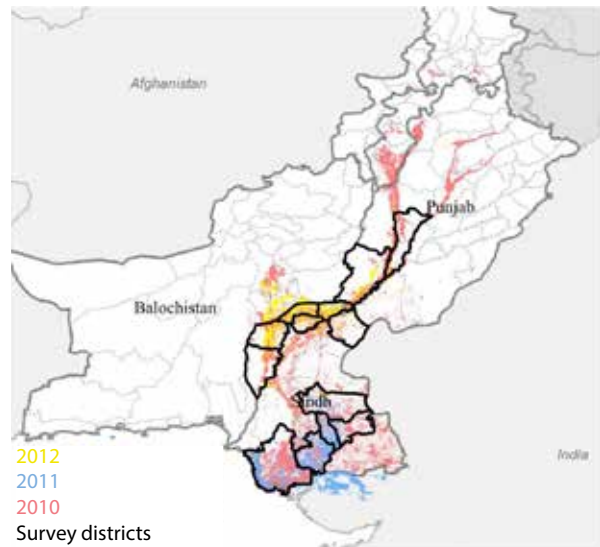 Afghanistan
Punjab
Balochistan
Sindh
India
2012
2011
2010
Survey districts